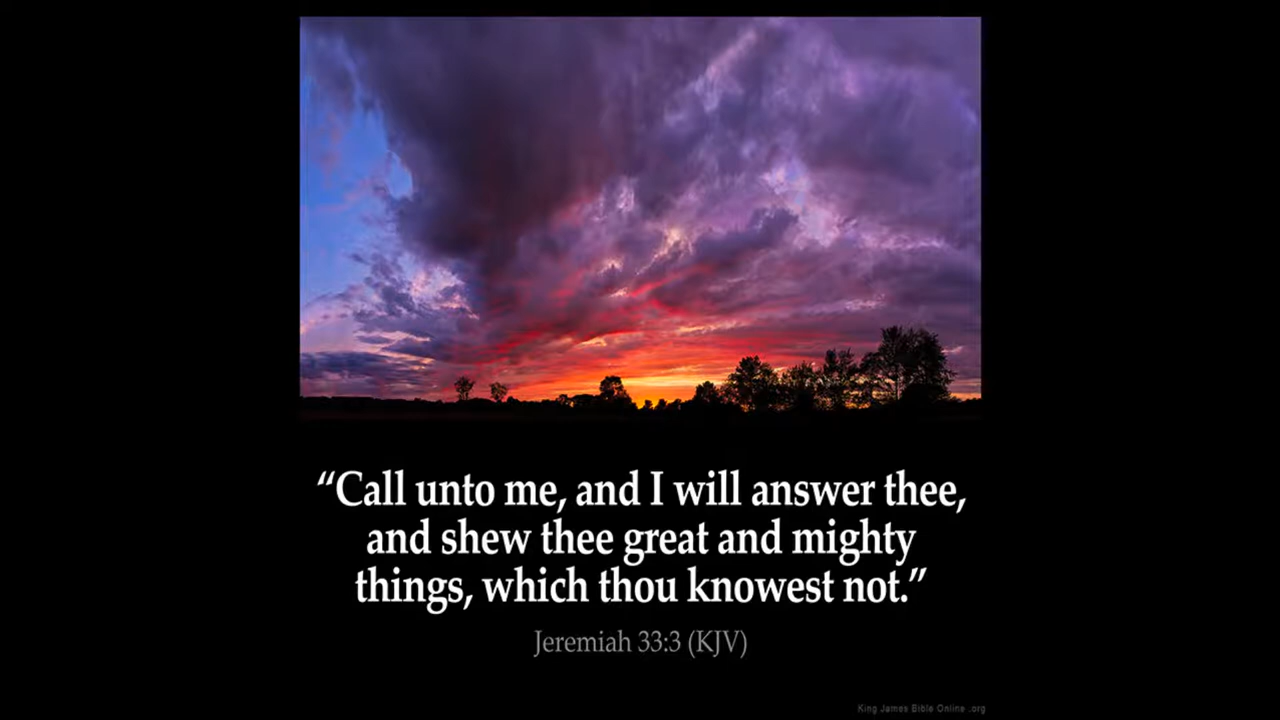 “Call unto me, and I will answer thee,
and shew thee great and mighty
things, which thou knowest not.”
Jeremiah 33:3 (KJV)
King James Bible Online .org